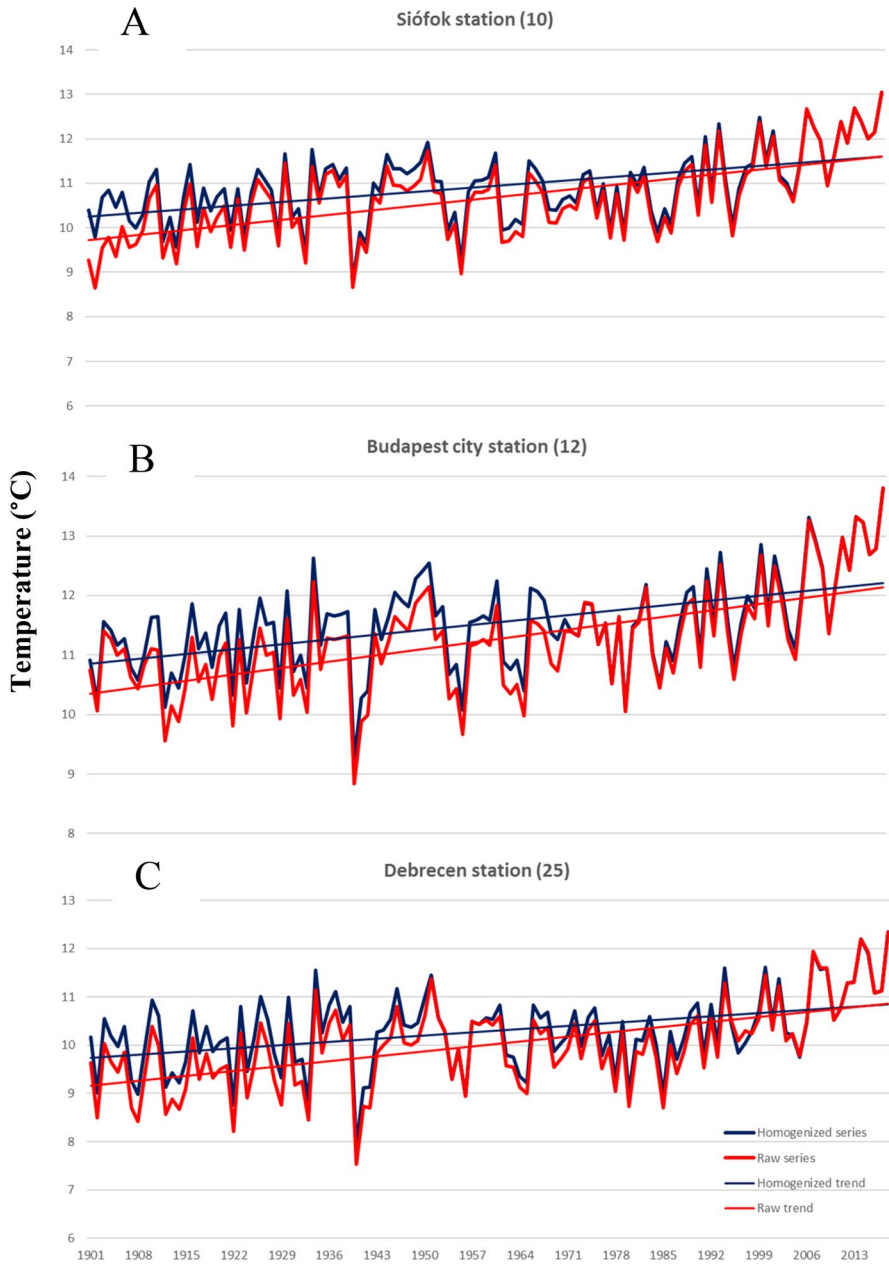 A
Siófok station (10)
14
13
12
11
10
9
8
7
6
B
Budapest city station (12)
14
13
12
11
10
9
8
Temperature (°C)
C
Debrecen station (25)
13
12
11
10
9
8
7
6
Homogenized series
Raw series
Homogenized trend
Raw trend
1901 1908 1915 1922 1929 1936 1943 1950 1957 1964 1971 1978 1985 1992 1999 2006 2013